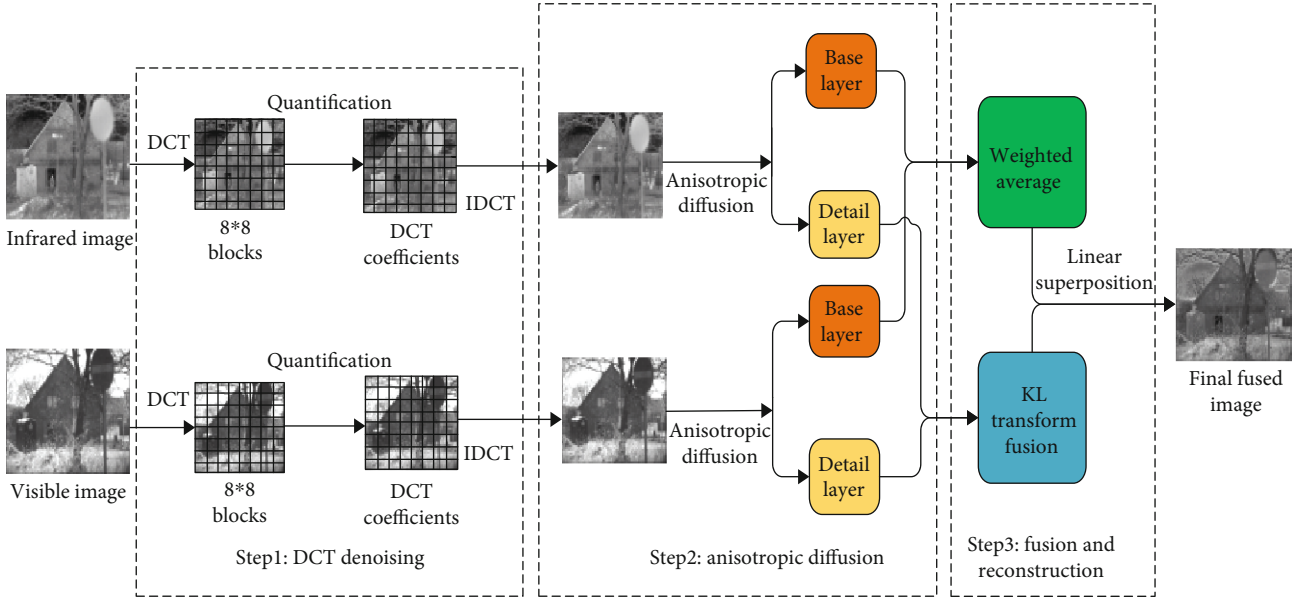 Infrared image
DCT
Quantification
8*8
blocks
DCT
coefficients
IDCT
Visible image
DCT
Quantification
8*8
blocks
DCT
coefficients
IDCT
Step1: DCT denoising
Anisotropic
diffusion
Base
layer
Detail
layer
Anisotropic
diffusion
Base
layer
Detail
layer
Step2: anisotropic diffusion
Weighted
average
Linear
superposition
KL
transform
fusion
Step3: fusion and
reconstruction
Final fused
image